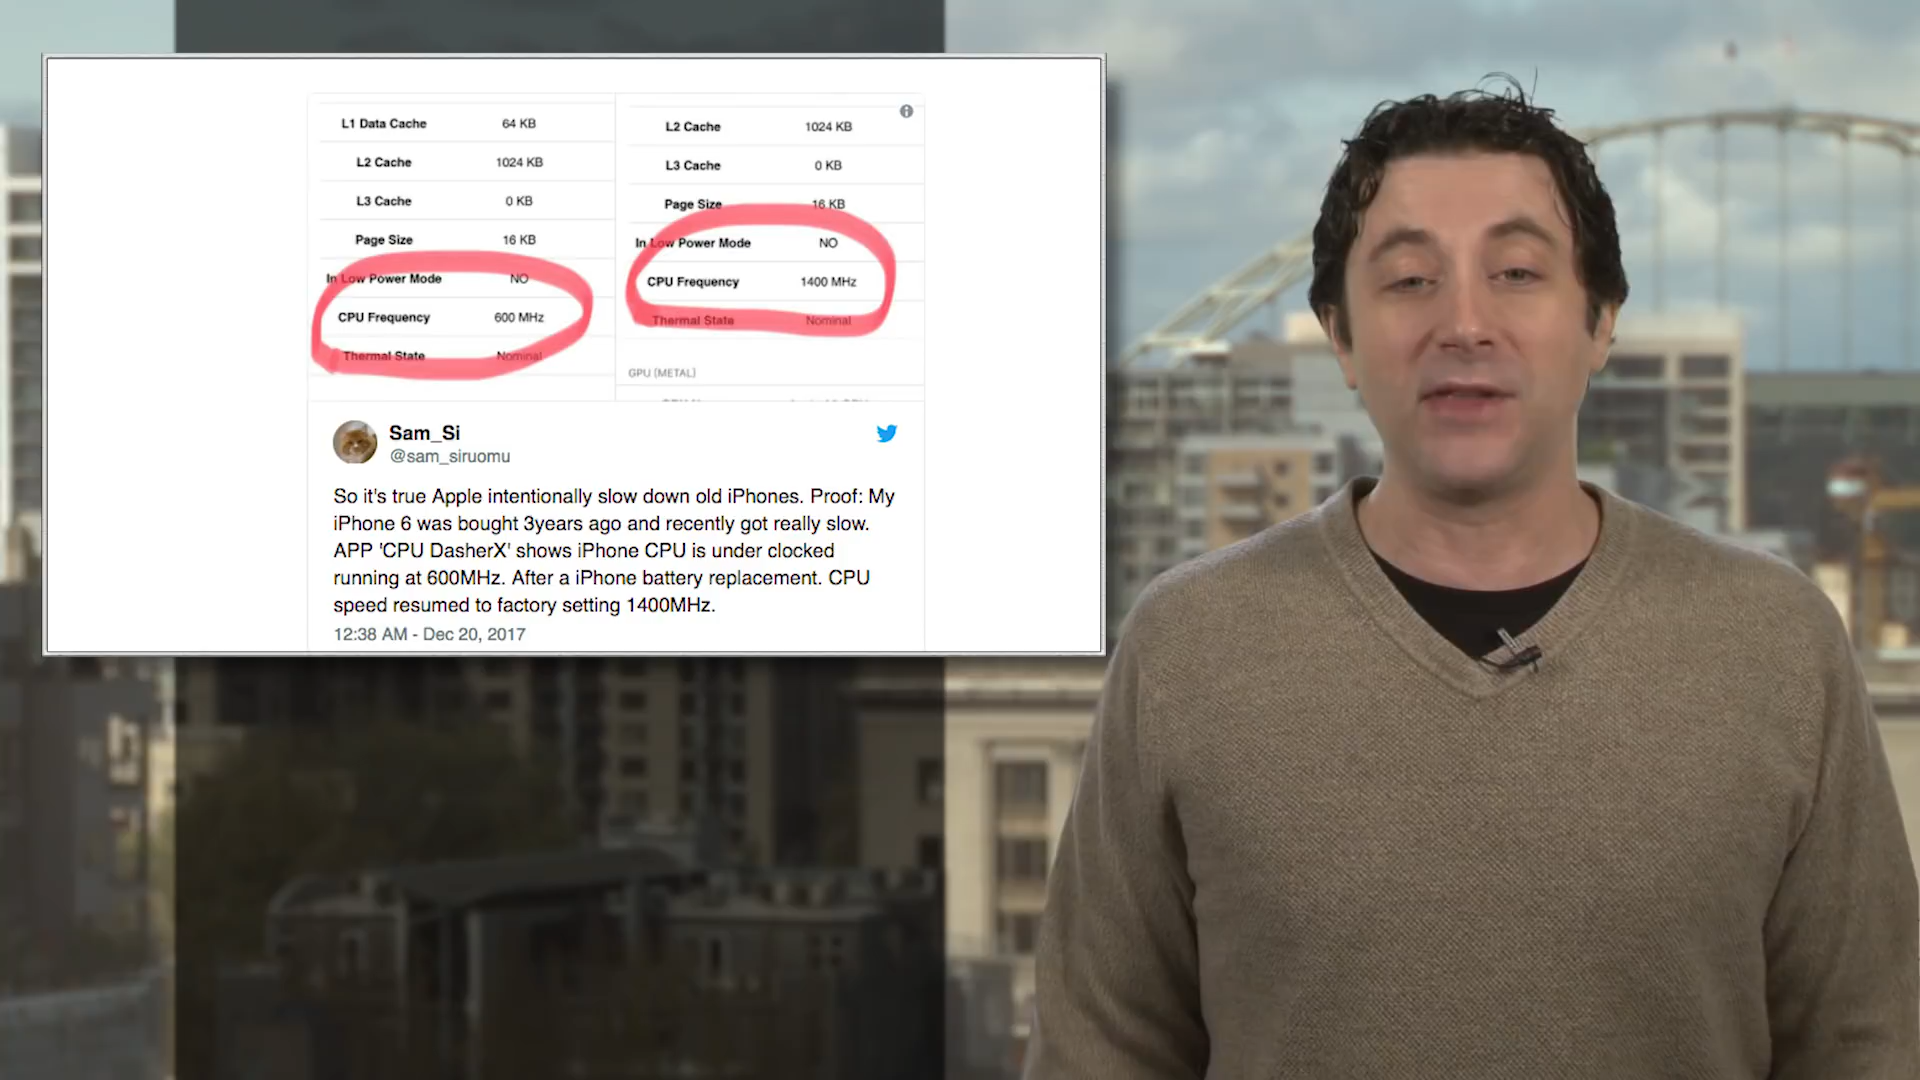 L1 Data Cache 64 KB
L2 Cache 1024 KB
L3 Cache 0 KB
Page Size 16 KB
In Low Power Mode NO
CPU Frequency 600 MHz
Thermal State Nominal
L2 Cache 1024 KB
L3 Cache 0 KB
Page Size 16 KB
In Low Power Mode NO
CPU Frequency 1400 MHz
Thermal State Nominal
GPU (METAL)
Sam_Si
@sam_siruomu
So it's true Apple intentionally slow down old iPhones. Proof: My
iPhone 6 was bought 3years ago and recently got really slow.
APP 'CPU DasherX' shows iPhone CPU is under clocked
running at 600MHz. After a iPhone battery replacement. CPU
speed resumed to factory setting 1400MHz.
12:38 AM - Dec 20, 2017